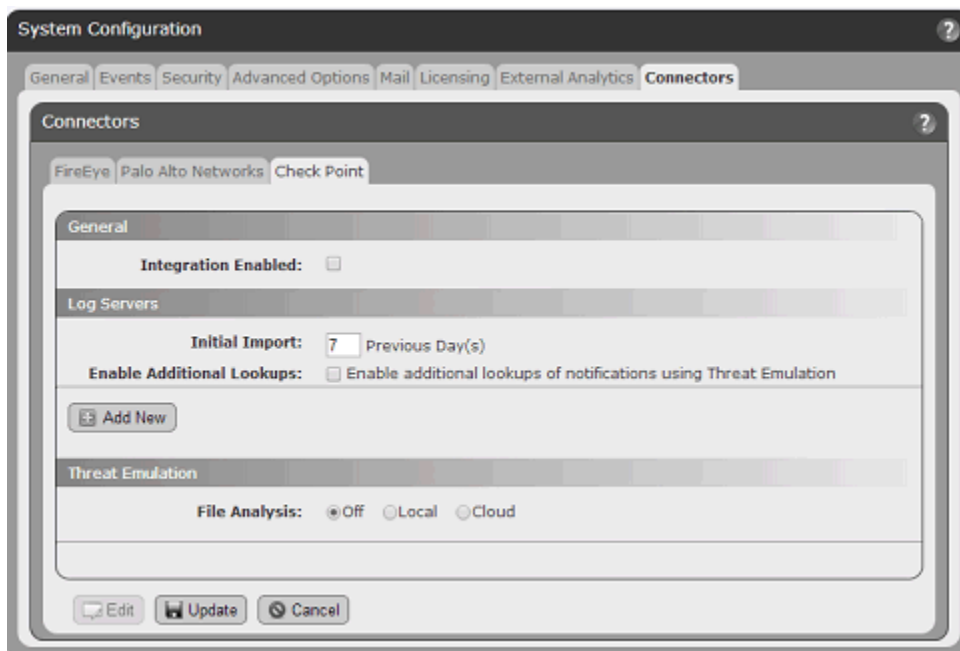 System Configuration ?
General Events Security Advanced Options Mail Licensing External Analytics Connectors
Connectors ?
FireEye Palo Alto Networks Check Point
General
Integration Enabled:
Log Servers
Initial Import: 7 Previous Day(s)
Enable Additional Lookups: Enable additional lookups of notifications using Threat Emulation
Add New
Threat Emulation
File Analysis: Off Local Cloud
Edit Update Cancel